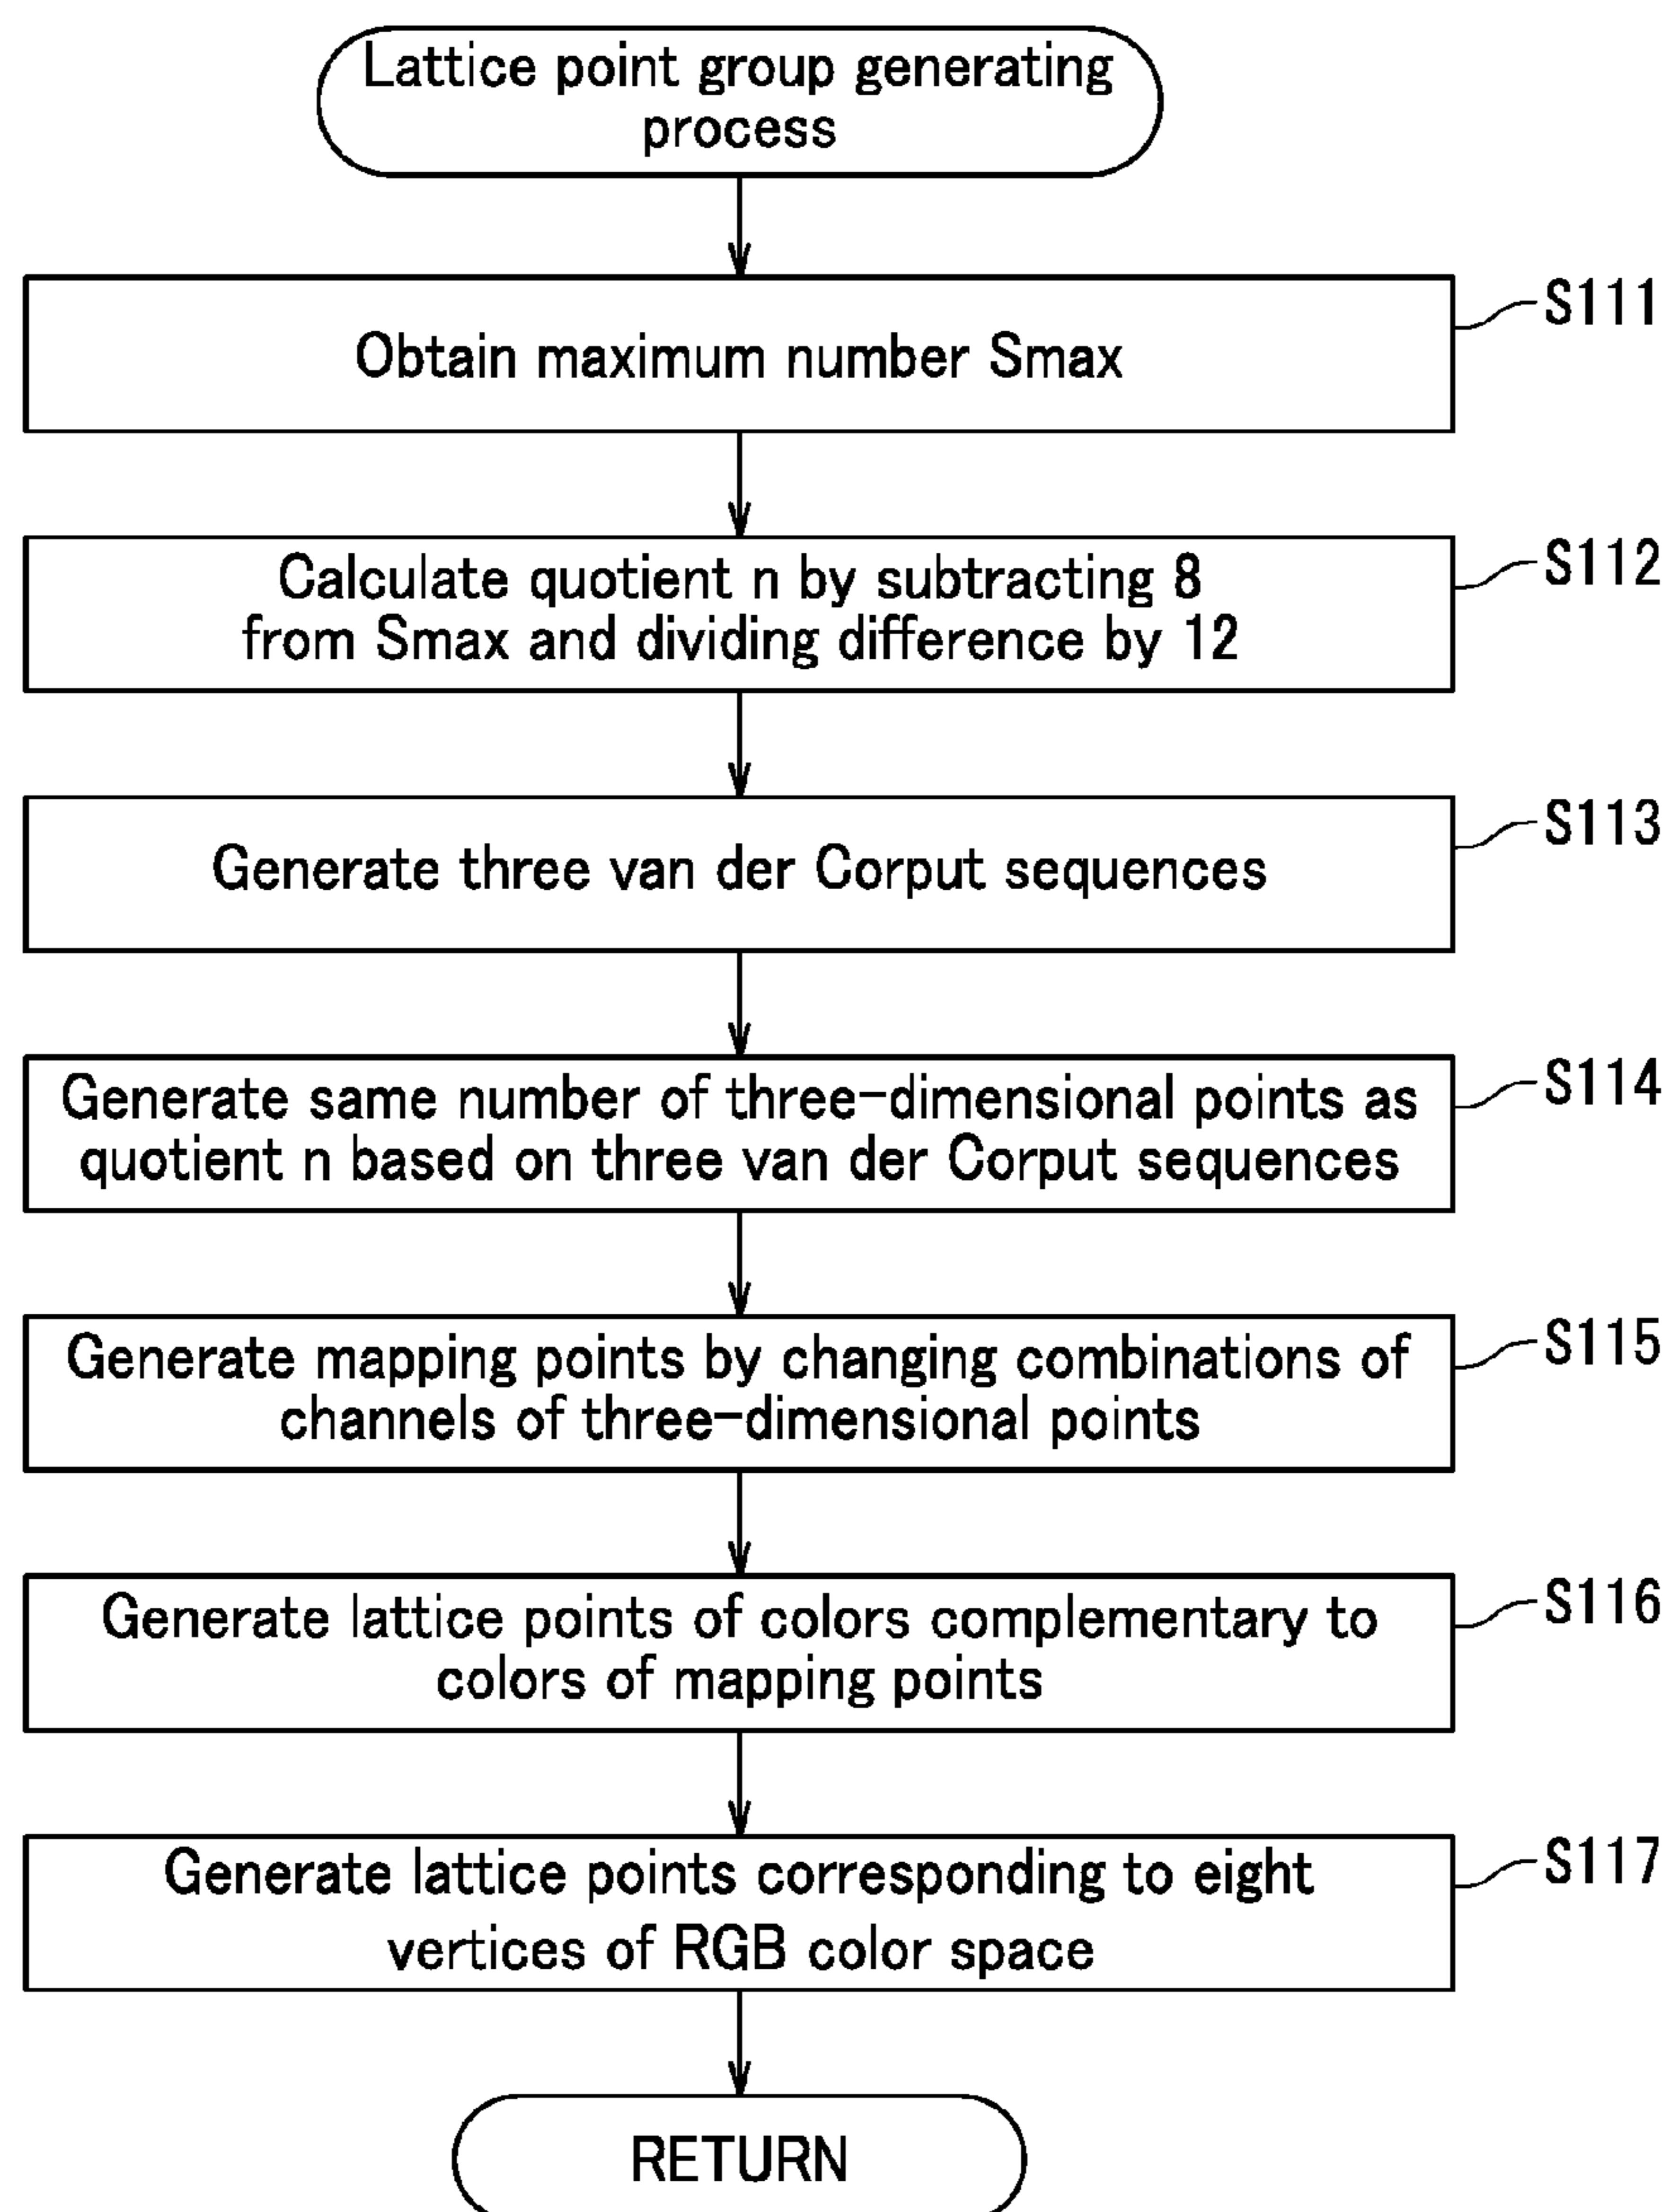 Lattice point group generating
process
S111
Obtain maximum number Smax
S112
Calculate quotient n by subtracting 8
from Smax and dividing difference by 12
S113
Generate three van der Corput sequences
S114
Generate same number of three-dimensional points as
quotient n based on three van der Corput sequences
S115
Generate mapping points by changing combinations of
channels of three-dimensional points
S116
Generate lattice points of colors complementary to
colors of mapping points
S117
Generate lattice points corresponding to eight
vertices of RGB color space
RETURN